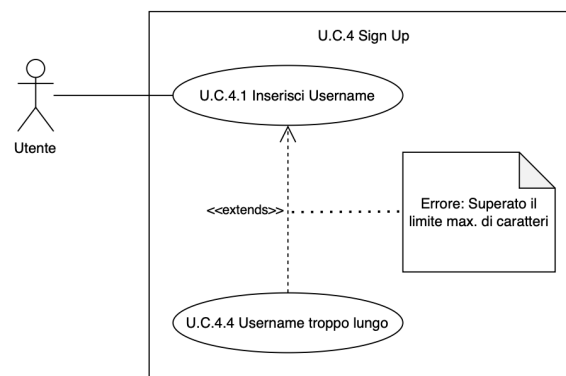 U.C.4 Sign Up
U.C.4.1 Inserisci Username
Utente
Errore: Superato il
limite max. di caratteri
<<extends>>
U.C.4.4 Username troppo lungo